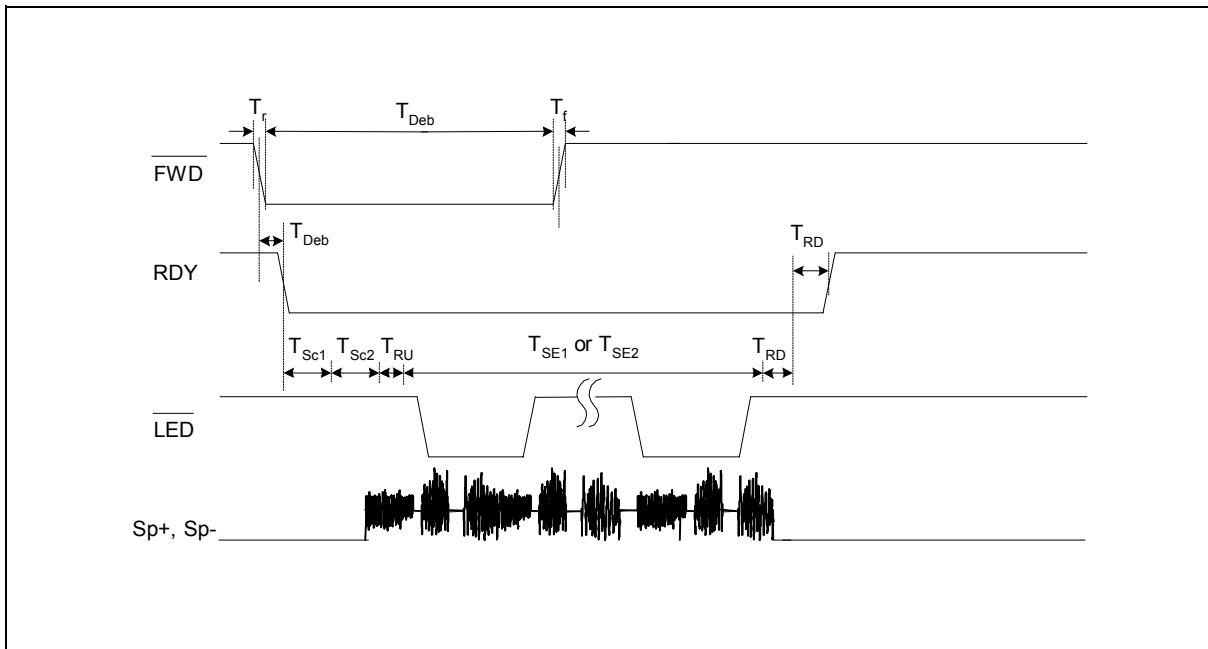 Tr TDeb Tf
FWD
TDeb TRD
RDY
TSc1 TSc2 TRU TSE1 or TSE2 TRD
LED
Sp+, Sp-